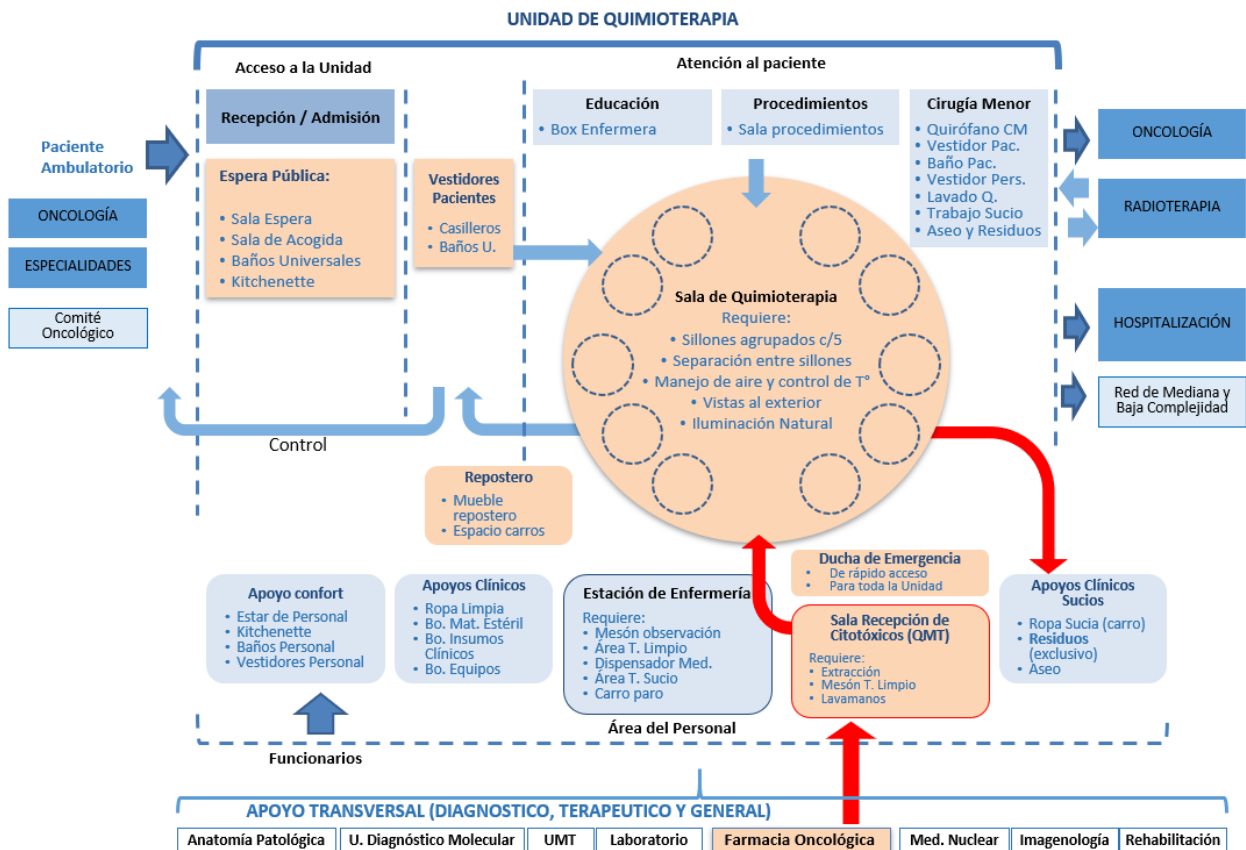 UNIDAD DE QUIMIOTERAPIA
Acceso a la Unidad
Atención al paciente
Recepción / Admisión
Educación
• Box Enfermera
Procedimientos
• Sala procedimientos
Cirugía Menor
• Quirófano CM
• Vestidor Pac.
• Baño Pac.
• Vestidor Pers.
• Lavado Q.
• Trabajo Sucio
• Aseo y Residuos
ONCOLOGÍA
RADIOTERAPIA
HOSPITALIZACIÓN
Red de Mediana y
Baja Complejidad
Paciente
Ambulatorio
ONCOLOGÍA
ESPECIALIDADES
Comité
Oncológico
Espera Pública:
• Sala Espera
• Sala de Acogida
• Baños Universales
• Kitchenette
Vestidores
Pacientes
• Casilleros
• Baños U.
Sala de Quimioterapia
Requiere:
• Sillones agrupados c/5
• Separación entre sillones
• Manejo de aire y control de T°
• Vistas al exterior
• Iluminación Natural
Control
Repostero
• Mueble
repostero
• Espacio carros
Apoyo confort
• Estar de Personal
• Kitchenette
• Baños Personal
• Vestidores Personal
Apoyos Clínicos
• Ropa Limpia
• Bo. Mat. Estéril
• Bo. Insumos
Clínicos
• Bo. Equipos
Estación de Enfermería
Requiere:
• Mesón observación
• Área T. Limpio
• Dispensador Med.
• Área T. Sucio
• Carro paro
Ducha de Emergencia
• De rápido acceso
• Para toda la Unidad
Sala Recepción de
Citotóxicos (QMT)
Requiere:
• Extracción
• Mesón T. Limpio
• Lavamanos
Apoyos Clínicos
Sucios
• Ropa Sucia (carro)
• Residuos
(exclusivo)
• Aseo
Área del Personal
Funcionarios
APOYO TRANSVERSAL (DIAGNOSTICO, TERAPEUTICO Y GENERAL)
Anatomía Patológica
U. Diagnóstico Molecular
UMT
Laboratorio
Farmacia Oncológica
Med. Nuclear
Imagenología
Rehabilitación